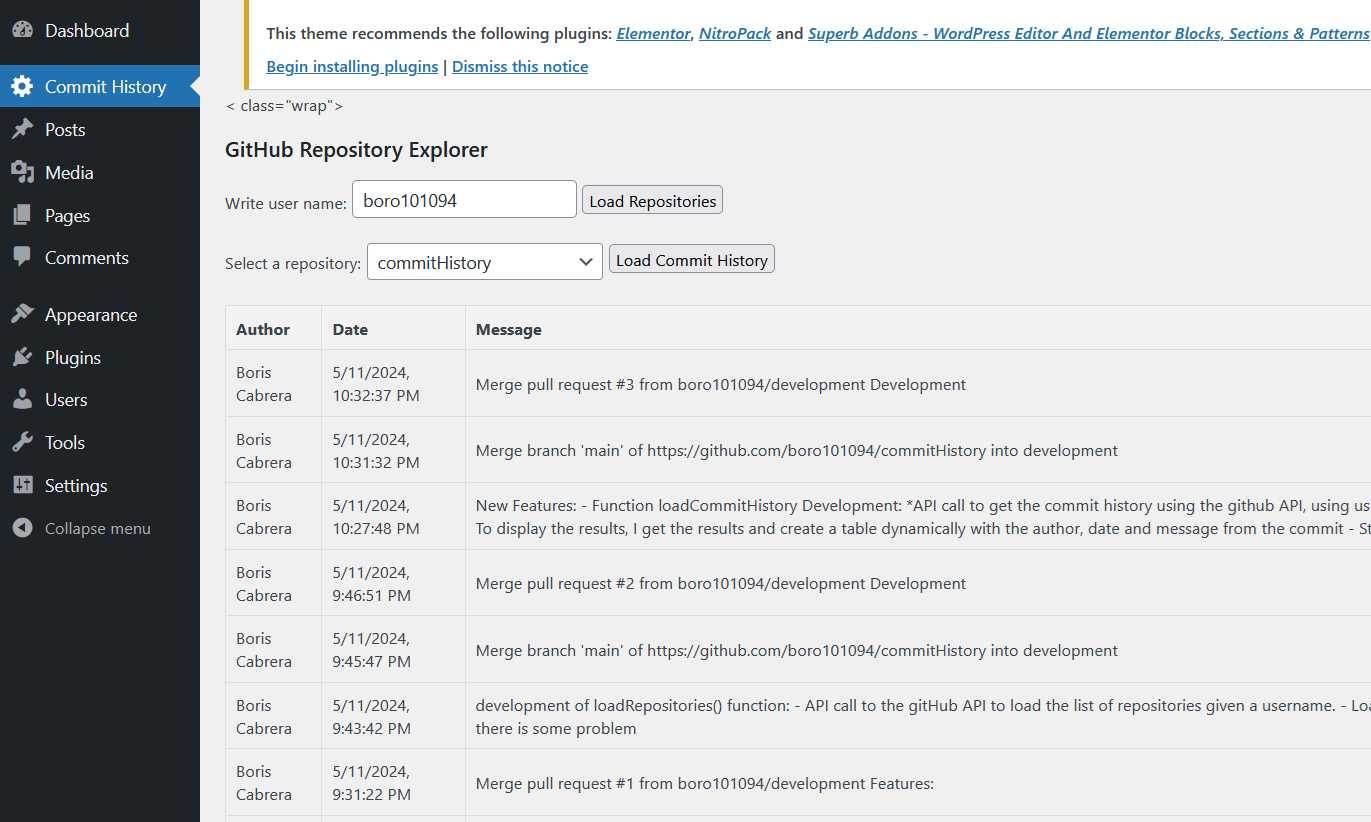 Dashboard
Commit History
Posts
Media
Pages
Comments
Appearance
Plugins
Users
Tools
Settings
Collapse menu
This theme recommends the following plugins: Elementor, NitroPack and Superb Addons - WordPress Editor And Elementor Blocks, Sections & Patterns
Begin installing plugins | Dismiss this notice
< class="wrap">
GitHub Repository Explorer
Write user name: boro101094 Load Repositories
Select a repository: commitHistory Load Commit History
Author Date Message
Boris Cabrera 5/11/2024, 10:32:37 PM Merge pull request #3 from boro101094/development Development
Boris Cabrera 5/11/2024, 10:31:32 PM Merge branch 'main' of https://github.com/boro101094/commitHistory into development
Boris Cabrera 5/11/2024, 10:27:48 PM New Features: - Function loadCommitHistory Development: *API call to get the commit history using the github API, using
To display the results, I get the results and create a table dynamically with the author, date and message from the commit -
Boris Cabrera 5/11/2024, 9:46:51 PM Merge pull request #2 from boro101094/development Development
Boris Cabrera 5/11/2024, 9:45:47 PM Merge branch 'main' of https://github.com/boro101094/commitHistory into development
Boris Cabrera 5/11/2024, 9:43:42 PM development of loadRepositories() function: - API call to the gitHub API to load the list of repositories given a username. -
there is some problem
Boris Cabrera 5/11/2024, 9:31:22 PM Merge pull request #1 from boro101094/development Features: